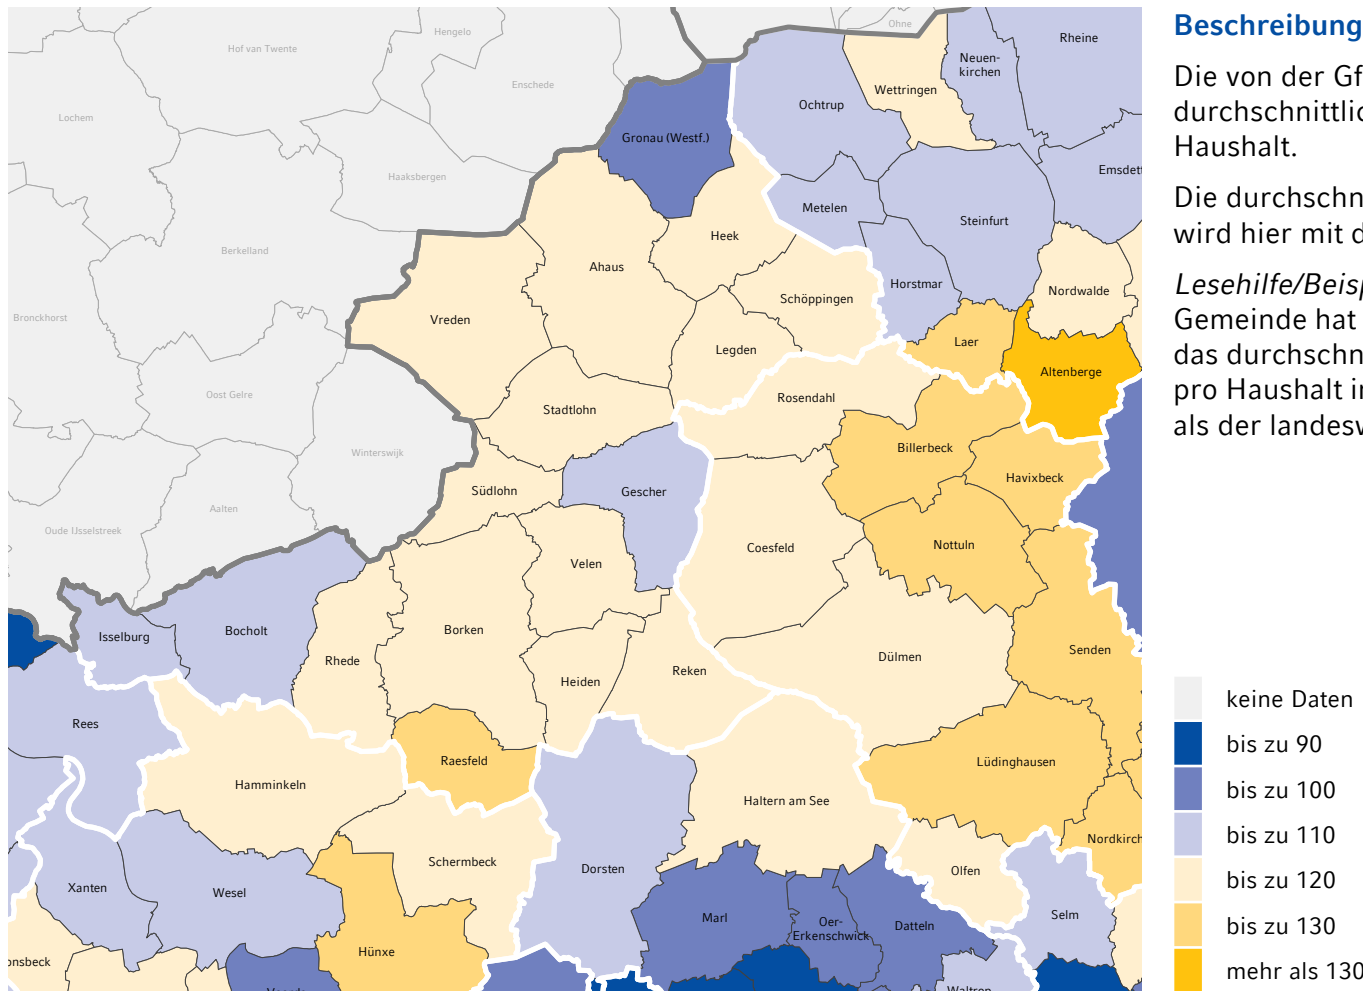 Ohne
Hengelo
Hof van Twente
Enschede
Lochem
Haaksbergen
Berkelland
Bronckhorst
Oost Gelre
Winterswijk
Aalten
Oude IJsselstreek
Rheine
Neuen-
kirchen
Wettringen
Ochtrup
Gronau (Westf.)
Emsdett
Metelen
Steinfurt
Heek
Ahaus
Horstmar
Nordwalde
Schöppingen
Vreden
Laer
Legden
Altenberge
Rosendahl
Stadtlohn
Billerbeck
Havixbeck
Südlohn
Gescher
Nottuln
Coesfeld
Velen
Isselburg
Bocholt
Borken
Senden
Dülmen
Rhede
Reken
Heiden
Rees
Raesfeld
Lüdinghausen
Hamminkeln
Haltern am See
Nordkirch
Schermbeck
Dorsten
Olfen
Xanten
Wesel
Selm
Marl
Oer-
Erkenschwick
Datteln
Hünxe
onsbeck
Beschreibung
Die von der Gf
durchschnittlic
Haushalt.
Die durchschn
wird hier mit d
Lesehilfe/Beisp
Gemeinde hat
das durchschn
pro Haushalt in
als der landesw
keine Daten
bis zu 90
bis zu 100
bis zu 110
bis zu 120
bis zu 130
mehr als 130